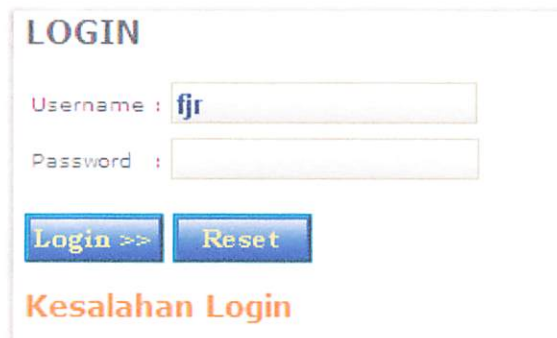 LOGIN
Username : fjr
Password :
Login >> Reset
Kesalahan Login